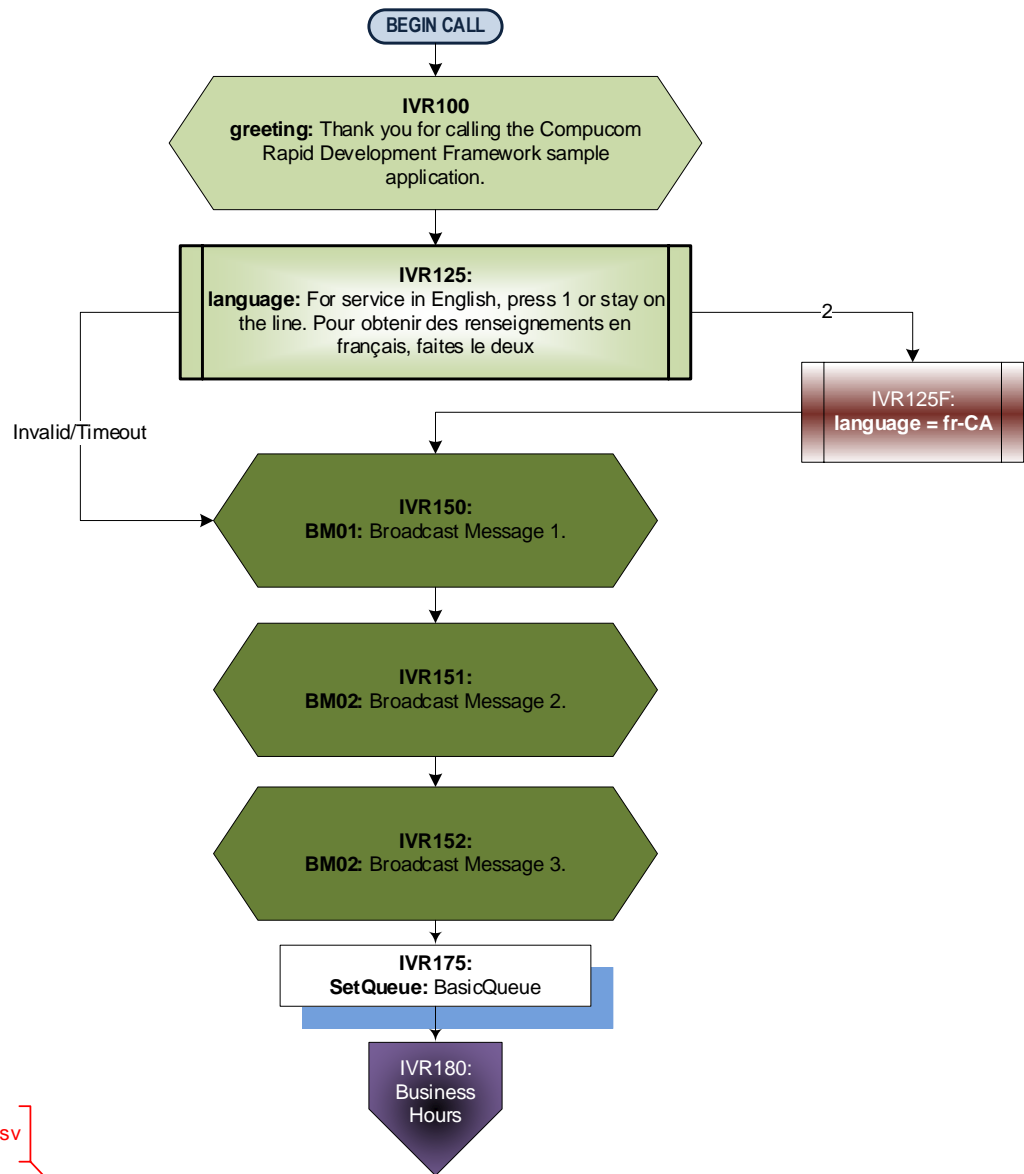 BEGIN CALL
IVR100
greeting: Thank you for calling the Compucom
Rapid Development Framework sample
application.
IVR125:
language: For service in English, press 1 or stay on
the line. Pour obtenir des renseignements en
français, faites le deux
2
IVR125F:
language = fr-CA
Invalid/Timeout
IVR150:
BM01: Broadcast Message 1.
IVR151:
BM02: Broadcast Message 2.
IVR152:
BM02: Broadcast Message 3.
IVR175:
SetQueue: BasicQueue
IVR180:
Business
Hours
sv